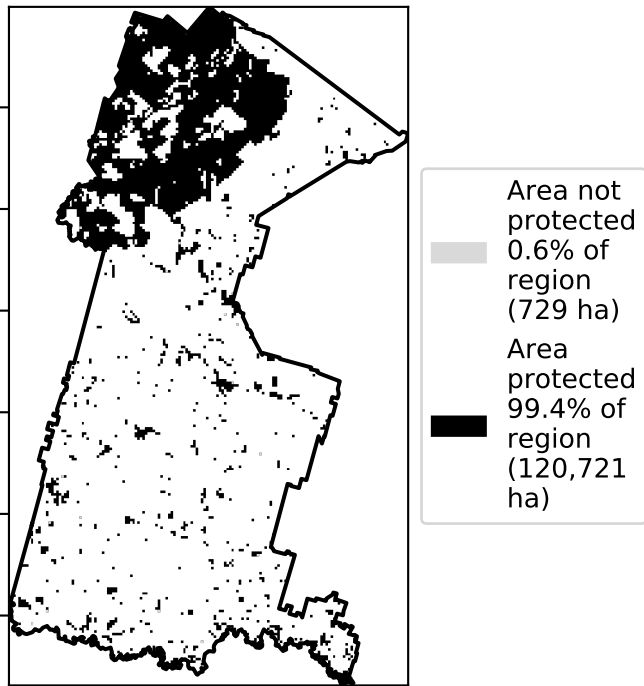 Area not
protected
0.6% of
region
(729 ha)
Area
protected
99.4% of
region
(120,721
ha)